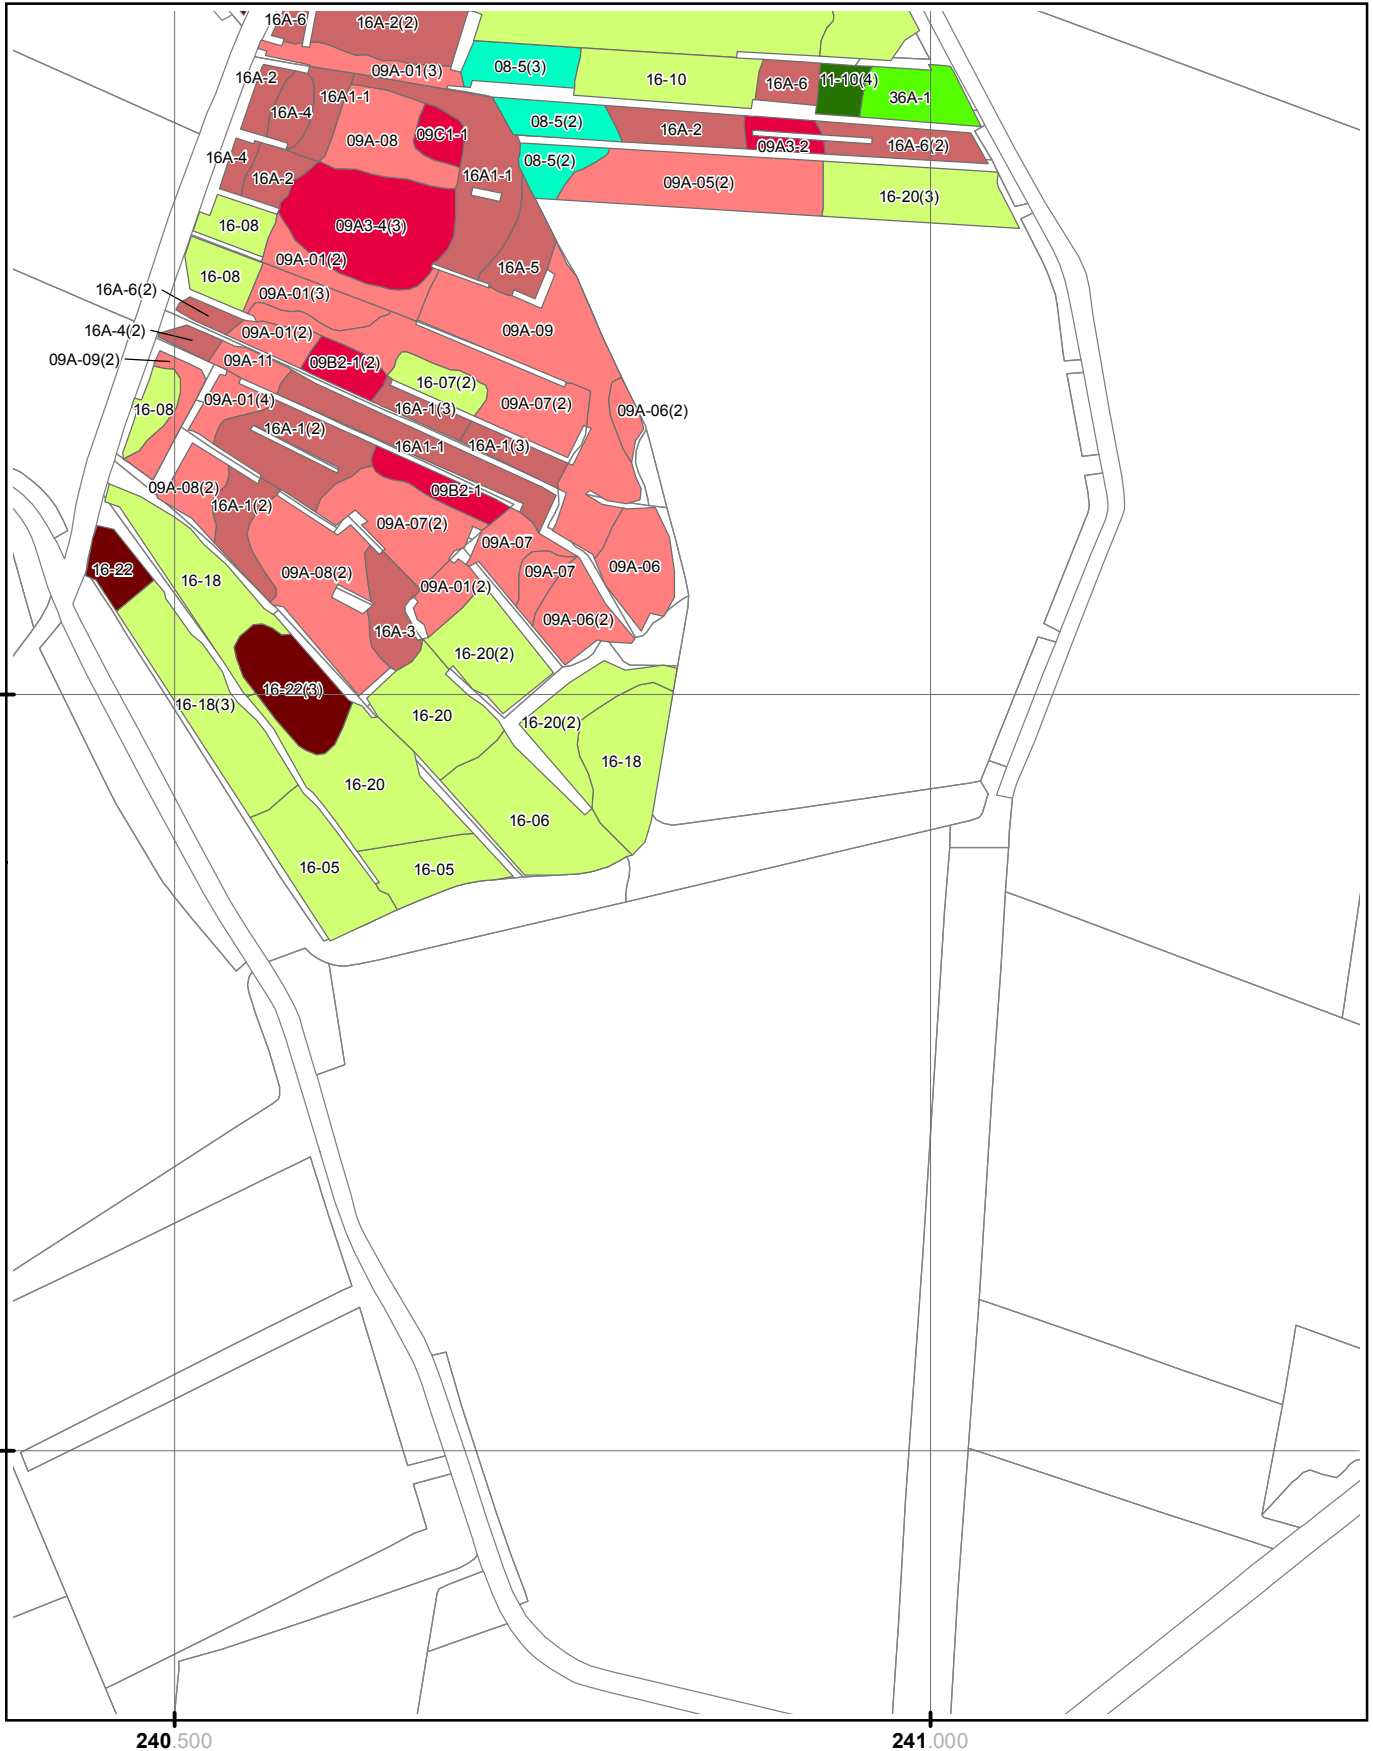 16A-6
16A-2(2)
09A-01(3)
08-5(3)
16-10
16A-6
11-10(4)
36A-1
16A-2
16A-4
16A1-1
09A-08
09C1-1
08-5(2)
16A-2
09A3-2
16A-6(2)
16A-4
16A-2
16A1-1
08-5(2)
09A-05(2)
16-20(3)
16-08
09A3-4(3)
09A-01(2)
16A-5
16-08
09A-01(3)
16A-6(2)
16A-4(2)
09A-01(2)
09A-09
09A-09(2)
09A-11
09B2-1(2)
16-07(2)
09A-07(2)
09A-06(2)
16-08
09A-01(4)
16A-1(3)
16A-1(2)
16A1-1
16A-1(3)
09A-08(2)
16A-1(2)
09B2-1
09A-07(2)
09A-07
16-22
16-18
09A-08(2)
09A-01(2)
09A-07
09A-06
09A-06(2)
16A-3
16-20(2)
16-22(3)
16-18(3)
16-20
16-20(2)
16-18
16-20
16-06
16-05
16-05
240.500
241.000